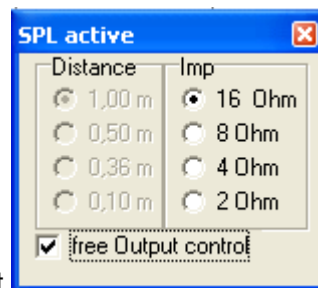 SPL active
Distance
1,00 m
0,50 m
0,36 m
0,10 m
Imp
16 Ohm
8 Ohm
4 Ohm
2 Ohm
free Output control